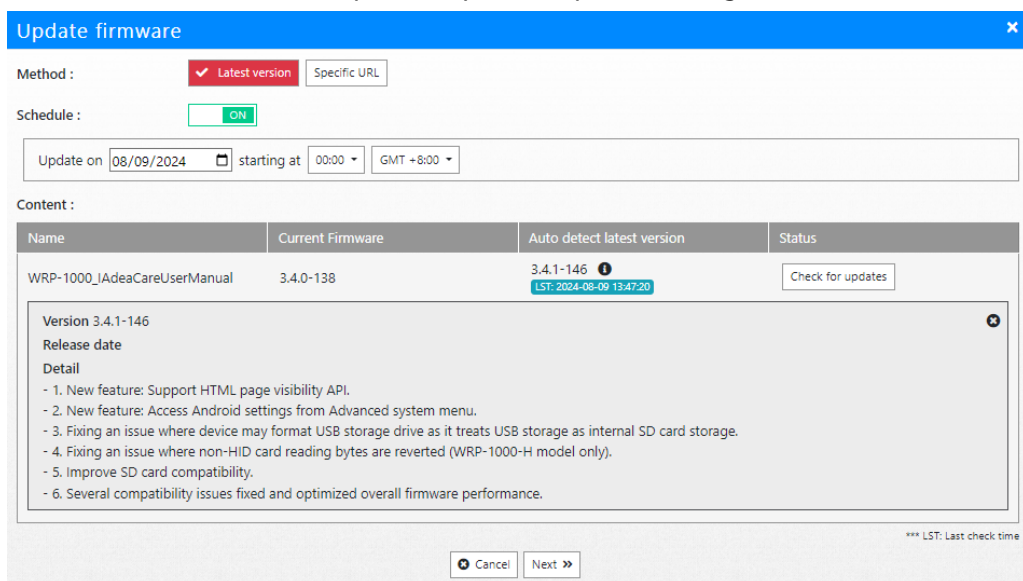 Update firmware
Method :
Latest version
Specific URL
Schedule :
ON
Update on 08/09/2024 starting at 00:00 GMT +8:00
Content :
Name Current Firmware Auto detect latest version Status
WRP-1000_IAdeaCareUserManual 3.4.0-138 3.4.1-146 Check for updates
LST: 2024-08-09 13:47:20
Version 3.4.1-146
Release date
Detail
- 1. New feature: Support HTML page visibility API.
- 2. New feature: Access Android settings from Advanced system menu.
- 3. Fixing an issue where device may format USB storage drive as it treats USB storage as internal SD card storage.
- 4. Fixing an issue where non-HID card reading bytes are reverted (WRP-1000-H model only).
- 5. Improve SD card compatibility.
- 6. Several compatibility issues fixed and optimized overall firmware performance.
*** LST: Last check time
Cancel Next